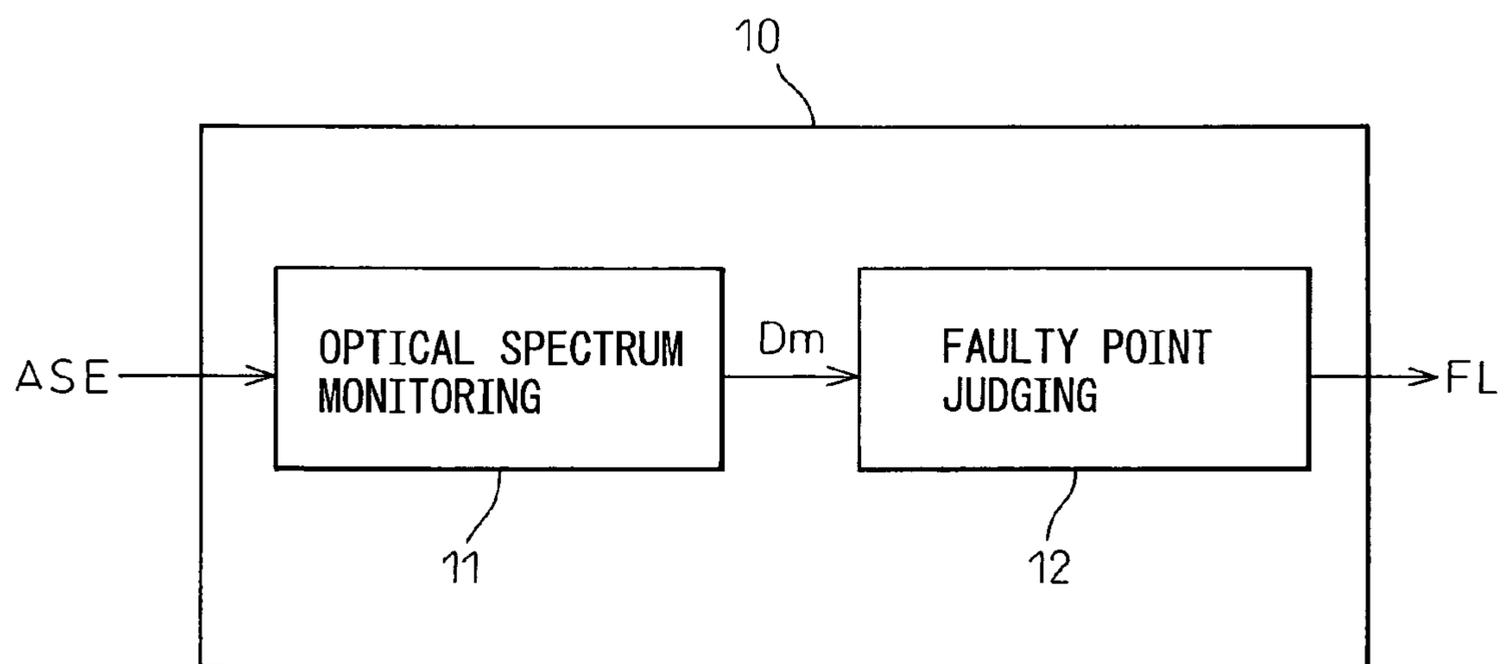 10
ASE
OPTICAL SPECTRUM
MONITORING
Dm
FAULTY POINT
JUDGING
FL
11
12